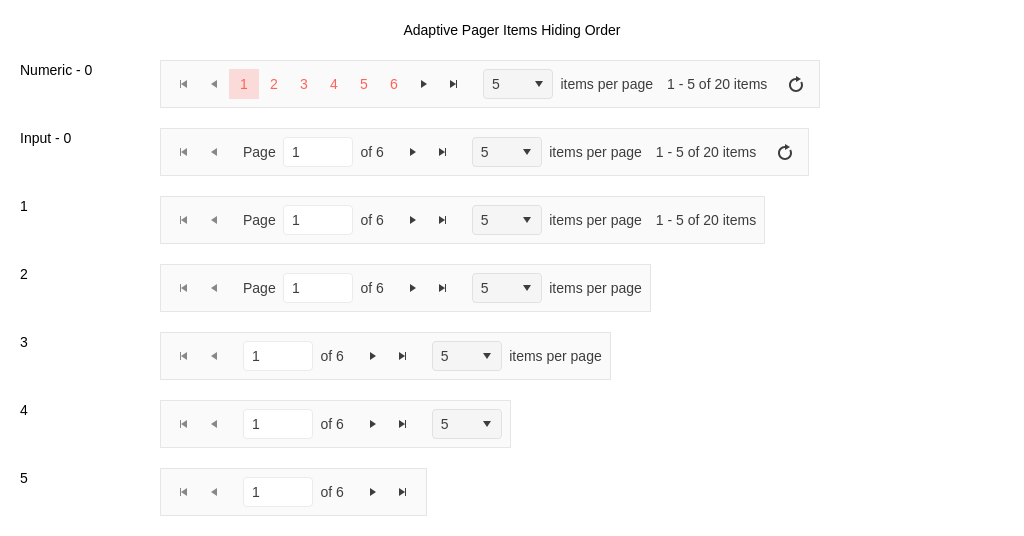 Adaptive Pager Items Hiding Order
Numeric - 0
1 2 3 4 5 6 5 items per page 1 - 5 of 20 items
Input - 0
Page 1 of 6 5 items per page 1 - 5 of 20 items
1
Page 1 of 6 5 items per page 1 - 5 of 20 items
2
Page 1 of 6 5 items per page
3
1 of 6 5 items per page
4
1 of 6 5
5
1 of 6